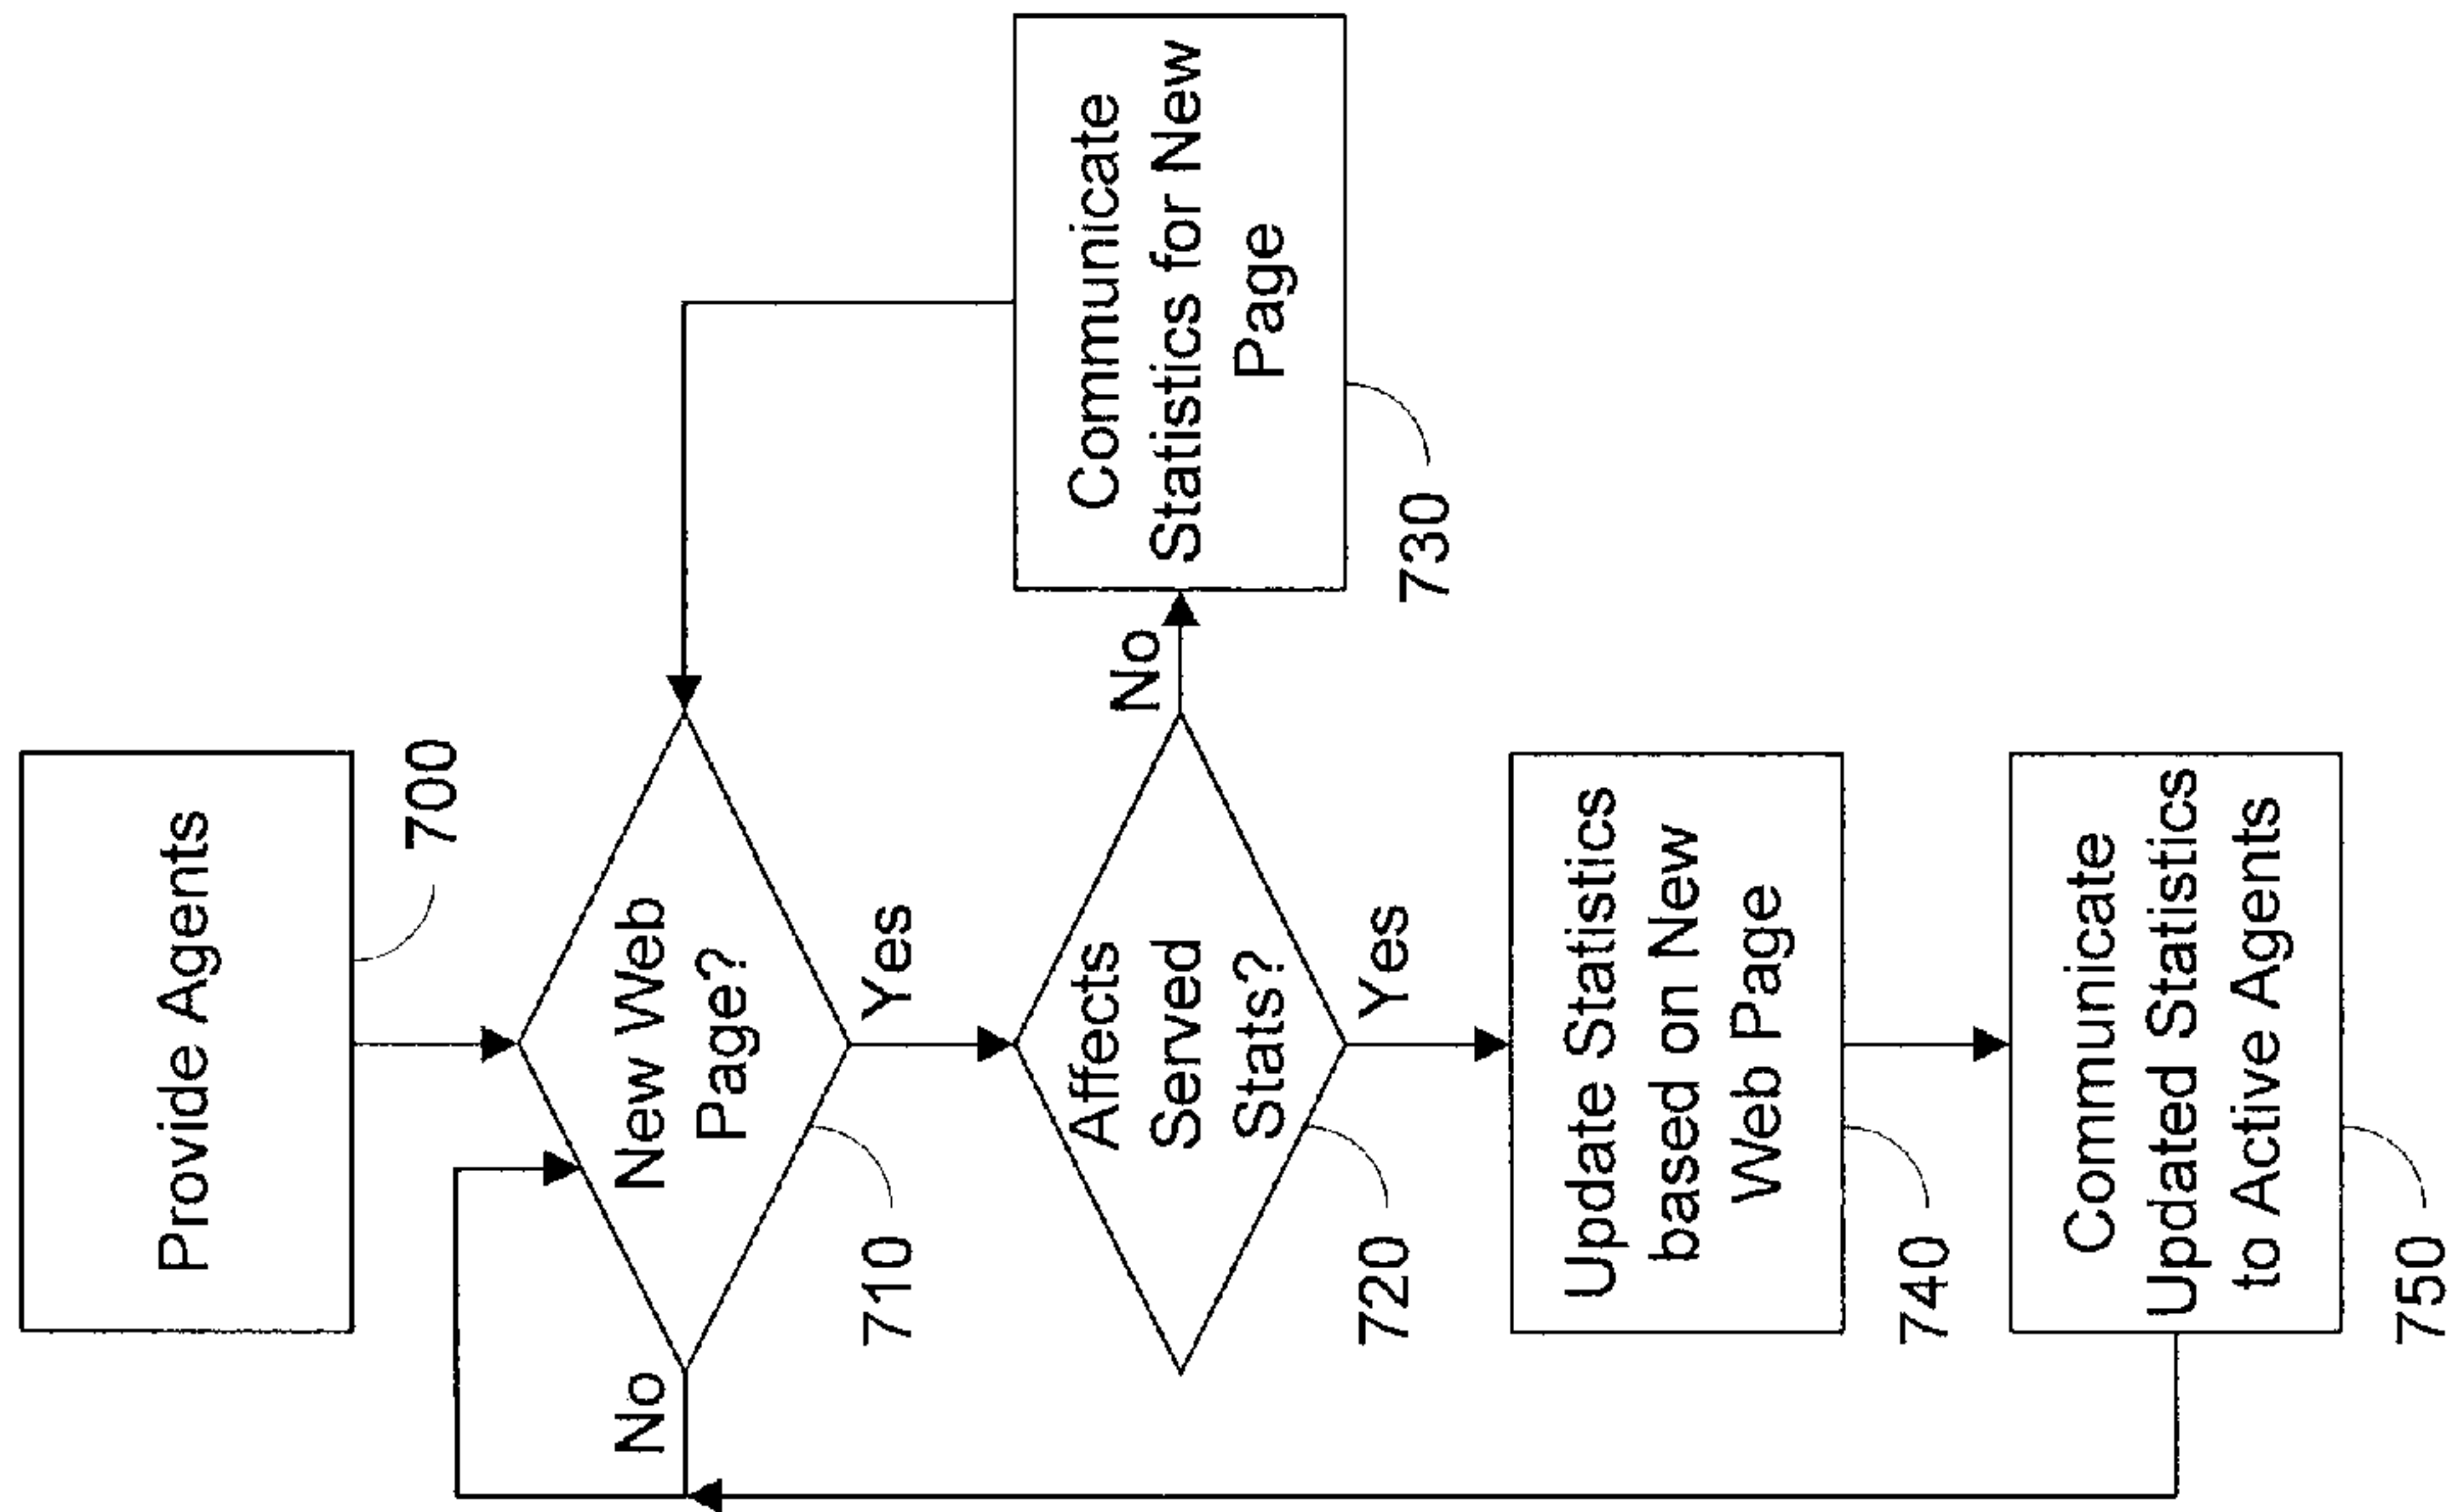 Provide Agents
700
New Web
Page?
No
Yes
710
Affects
Served
Stats?
No
Yes
720
Communicate
Statistics for New
Page
730
Update Statistics
based on New
Web Page
740
Communicate
Updated Statistics
to Active Agents
750